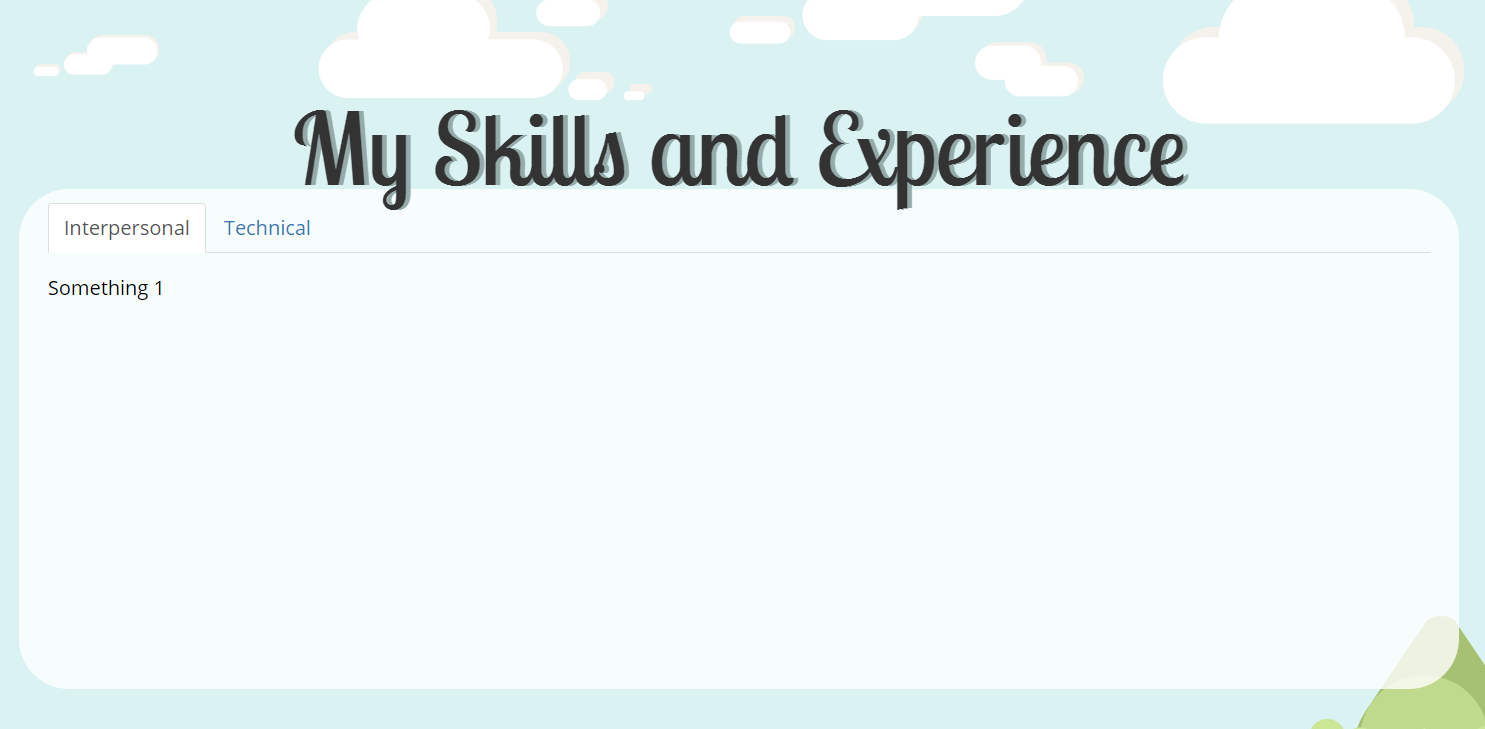 My Skills and Experience
Interpersonal Technical
Something 1